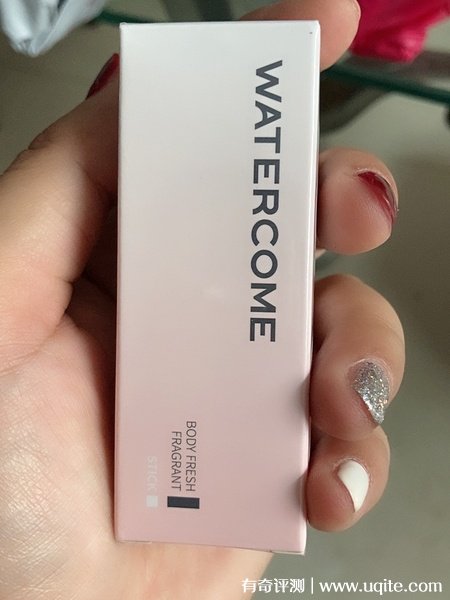 WATERCOME
BODY FRESH
FRAGRANT
STICK
有奇评测 | www.uqite.com